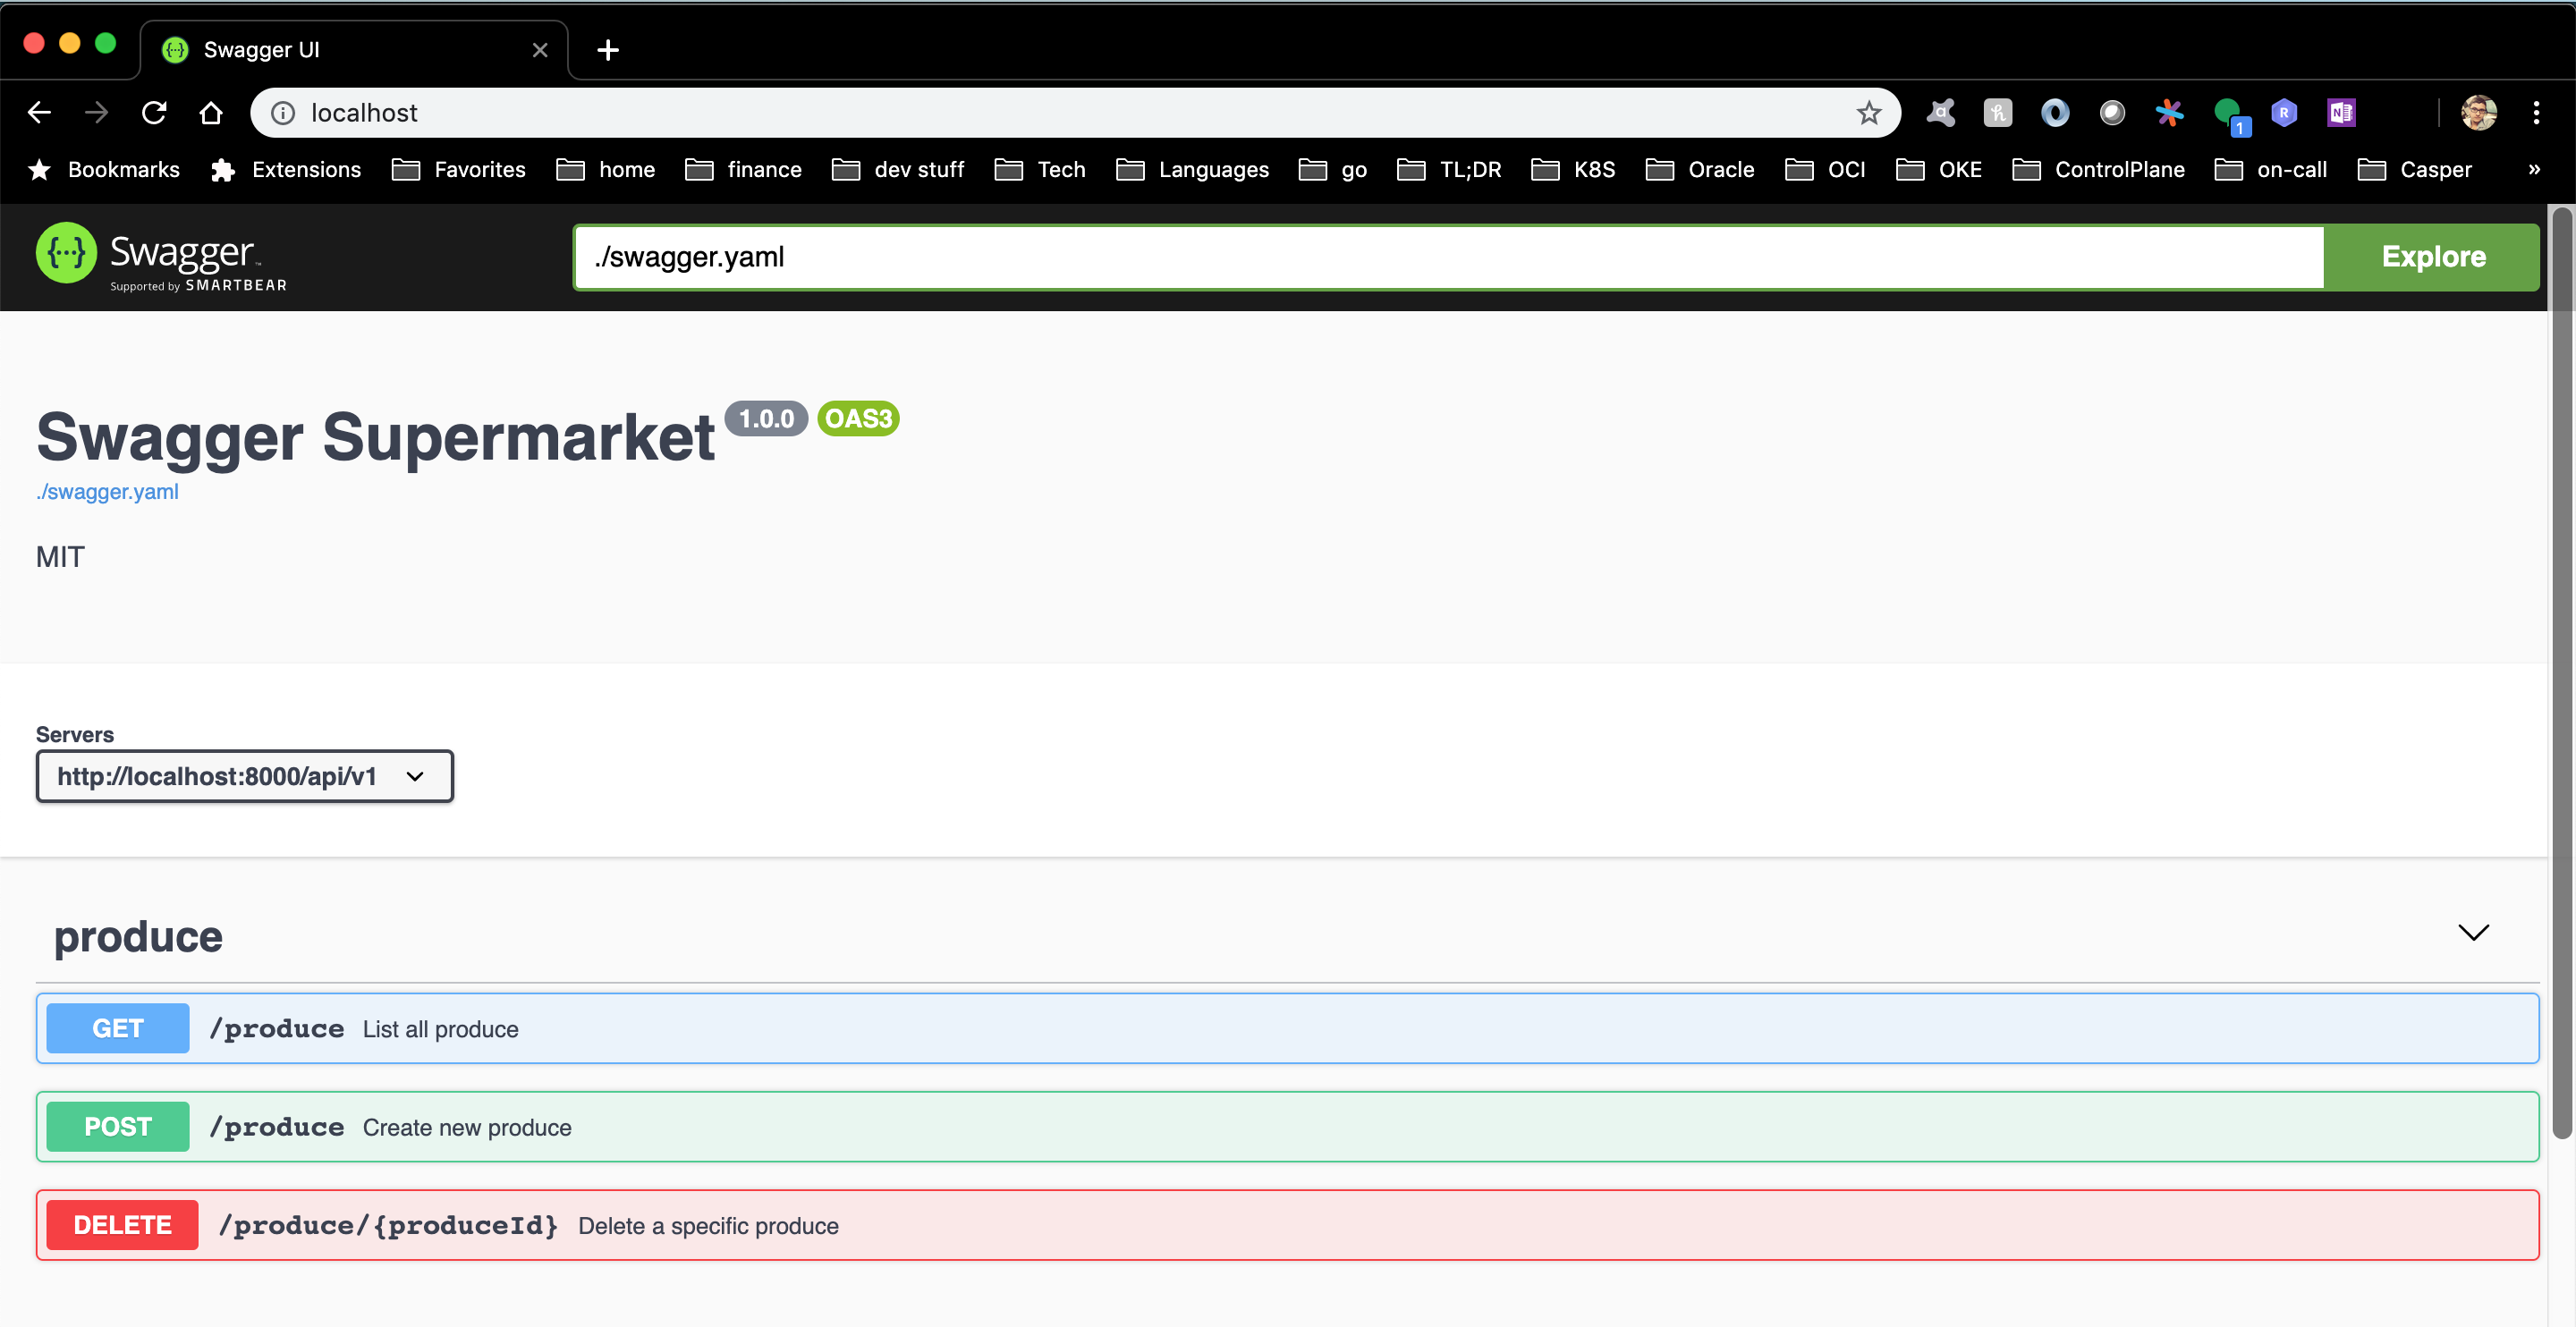 Swagger UI
localhost
1
R
N
Bookmarks Extensions Favorites home finance dev stuff Tech Languages go TL;DR K8S Oracle OCI OKE ControlPlane on-call Casper »
{···} Swagger™ ./swagger.yaml Explore
Supported by SMARTBEAR
Swagger Supermarket 1.0.0 OAS3
./swagger.yaml
MIT
Servers
http://localhost:8000/api/v1
produce
GET /produce List all produce
POST /produce Create new produce
DELETE /produce/{produceId} Delete a specific produce